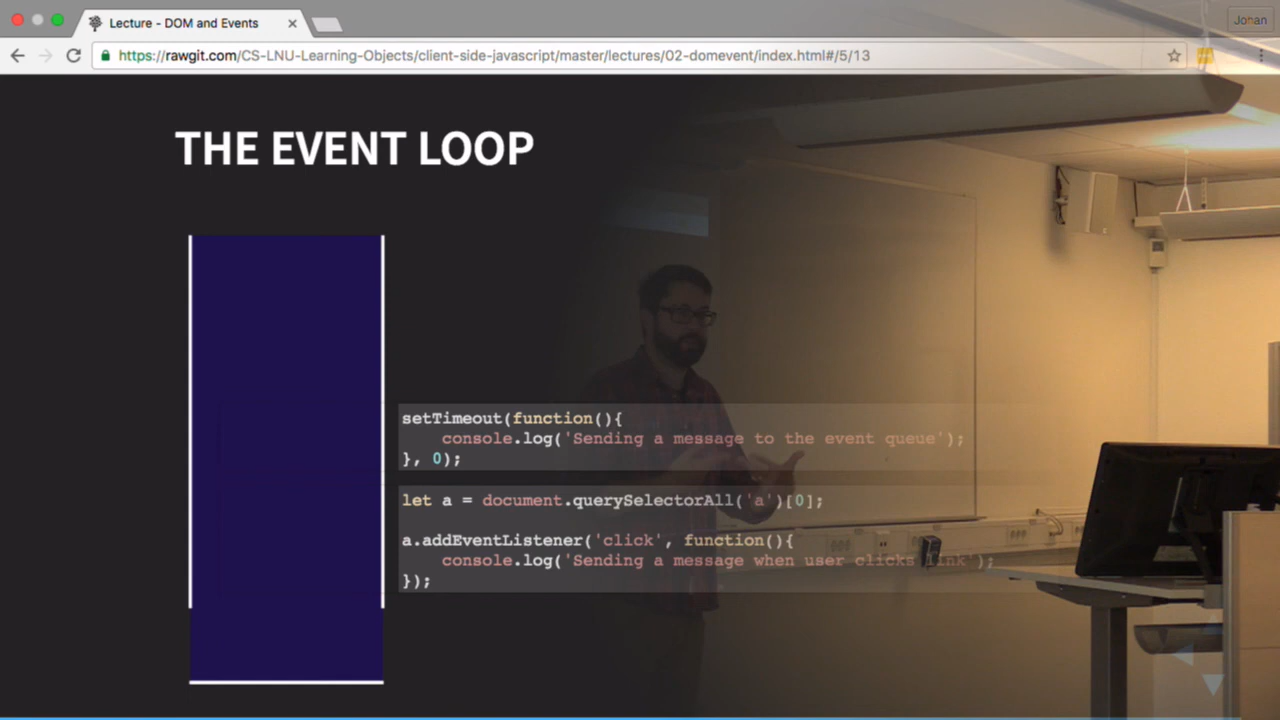 Lecture - DOM and Events
Johan
https://rawgit.com/CS-LNU-Learning-Objects/client-side-javascript/master/lectures/02-domevent/index.html#/5/13
THE EVENT LOOP
setTimeout(function(){
    console.log('Sending a message to the event queue');
}, 0);
let a = document.querySelectorAll('a')[0];
a.addEventListener('click', function(){
    console.log('Sending a message when user clicks link');
});